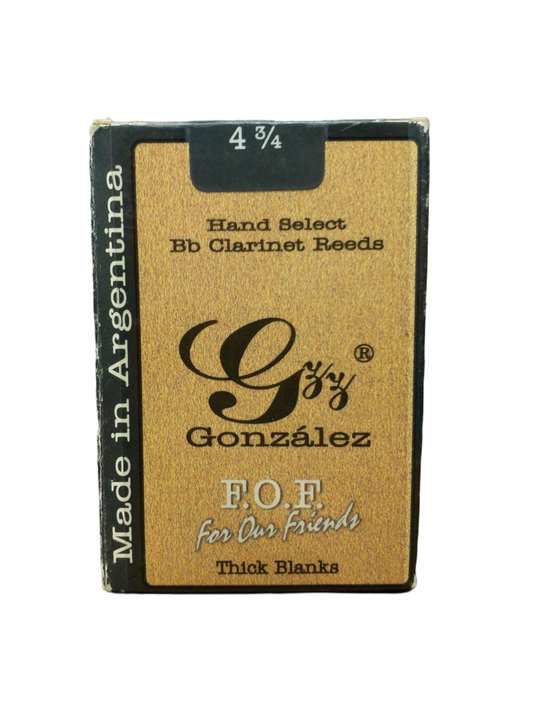 4 ¾
Hand Select
Bb Clarinet Reeds
Gzz ®
González
F.O.F.
For Our Friends
Thick Blanks
Made in Argentina